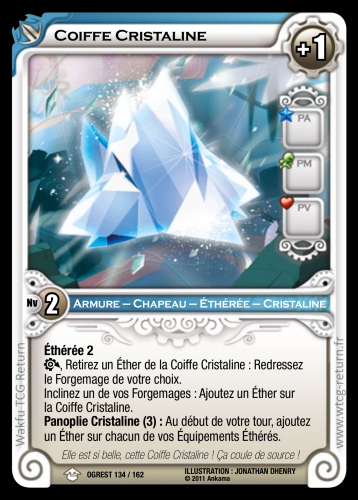 Coiffe Cristaline
+1
PA
PM
PV
Nv 2 Armure – Chapeau – Éthérée – Cristaline
Éthérée 2
, Retirez un Éther de la Coiffe Cristaline : Redressez
le Forgemage de votre choix.
Inclinez un de vos Forgemages : Ajoutez un Éther sur
la Coiffe Cristaline.
Panoplie Cristaline (3) : Au début de votre tour, ajoutez
un Éther sur chacun de vos Équipements Éthérés.
Elle est si belle, cette Coiffe Cristaline ! Ça coule de source !
OGREST 134 / 162
ILLUSTRATION : JONATHAN DHENRY
© 2011 Ankama
Wakfu TCG Return
www.wtcg-return.fr